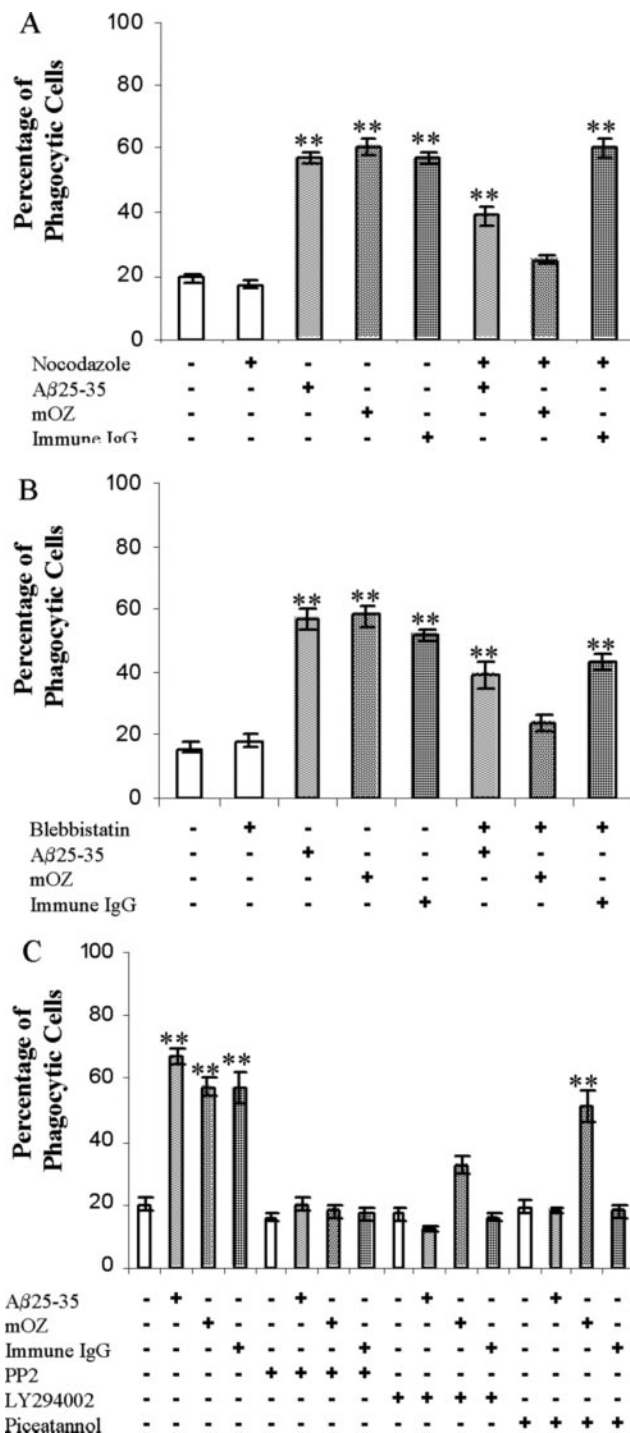 A
Percentage of
Phagocytic Cells
100
80
60
40
20
0
** ** ** ** **
Nocodazole - + - - - + + +
Aβ25-35 - - + - - + - -
mOZ - - - + - - + -
Immune IgG - - - - + - - +
B
Percentage of
Phagocytic Cells
100
80
60
40
20
0
** ** ** ** **
Blebbistatin - + - - - + + +
Aβ25-35 - - + - - + - -
mOZ - - - + - - + -
Immune IgG - - - - + - - +
C
Percentage of
Phagocytic Cells
100
80
60
40
20
0
** ** ** **
Aβ25-35 - + - - - + - - - + - - - + - -
mOZ - - + - - - + - - - + - - - + -
Immune IgG - - - + - - - + - - - + - - - +
PP2 - - - - + + + + - - - - - - - -
LY294002 - - - - - - - - + + + + - - - -
Piceatannol - - - - - - - - - - - - + + + +